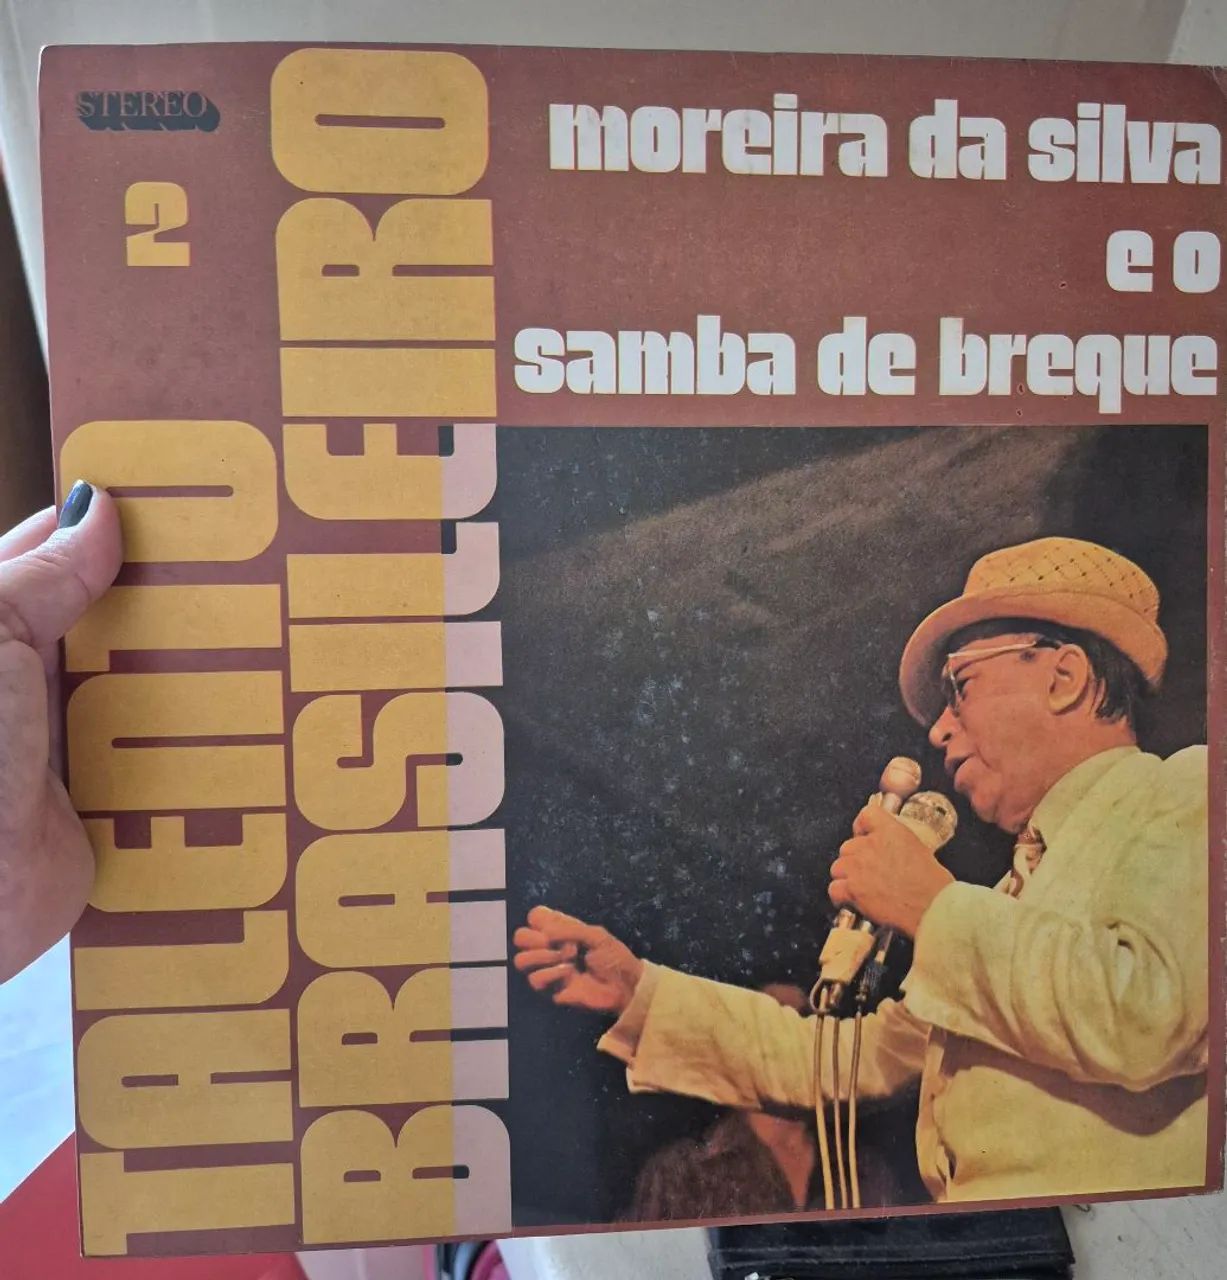 STEREO
2
TALENTO
BRASILEIRO
moreira da silva
e o
samba de breque